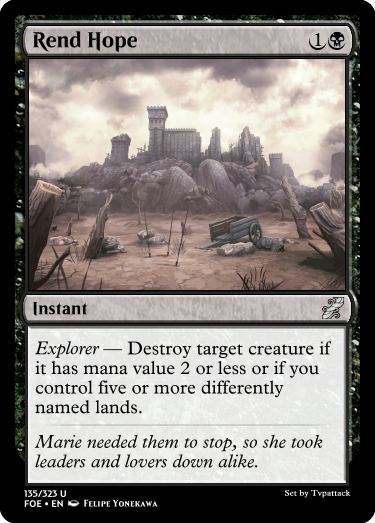 Rend Hope 1
Instant
Explorer — Destroy target creature if
it has mana value 2 or less or if you
control five or more differently
named lands.
Marie needed them to stop, so she took
leaders and lovers down alike.
135/323 U
FOE • EN Felipe Yonekawa
Set by Tvpattack